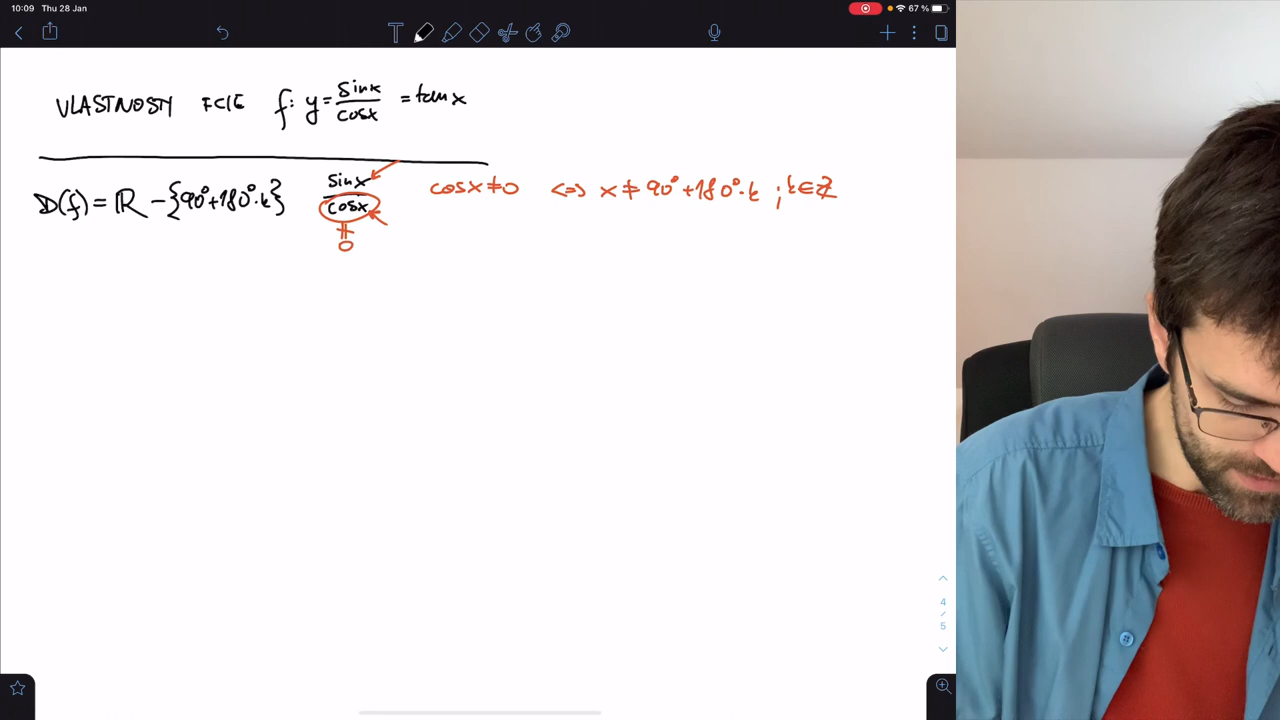 10:09 Thu 28 Jan
67 %
VLASTNOSTY FCIE f: y = sinx/cosx = tan x
D(f) = ℝ - {90°+180°·k} sinx/cosx cosx ≠ 0 <=> x ≠ 90° + 180°·k ; k∈ℤ
≠
0
4
/
5